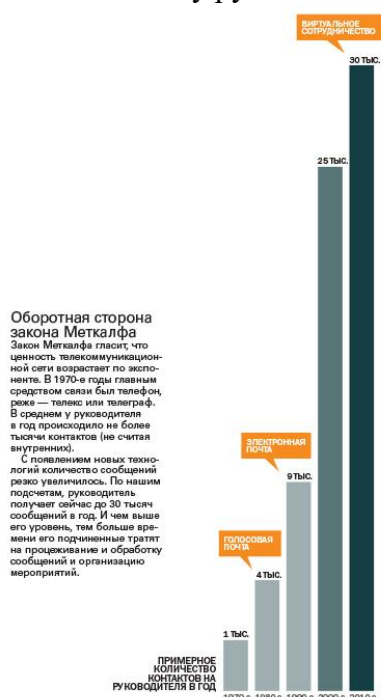 ВИРТУАЛЬНОЕ
СОТРУДНИЧЕСТВО
30 ТЫС.
25 ТЫС.
Оборотная сторона
закона Меткалфа
Закон Меткалфа гласит, что
ценность телекоммуникацион-
ной сети возрастает по экспо-
ненте. В 1970-е годы главным
средством связи был телефон,
реже — телекс или телеграф.
В среднем у руководителя
в год происходило не более
тысячи контактов (не считая
внутренних).
С появлением новых техно-
логий количество сообщений
резко увеличилось. По нашим
подсчетам, руководитель
получает сейчас до 30 тысяч
сообщений в год. И чем выше
его уровень, тем больше вре-
мени его подчиненные тратят
на процеживание и обработку
сообщений и организацию
мероприятий.
ЭЛЕКТРОННАЯ
ПОЧТА
9 ТЫС.
ГОЛОСОВАЯ
ПОЧТА
4 ТЫС.
1 ТЫС.
ПРИМЕРНОЕ
КОЛИЧЕСТВО
КОНТАКТОВ НА
РУКОВОДИТЕЛЯ В ГОД